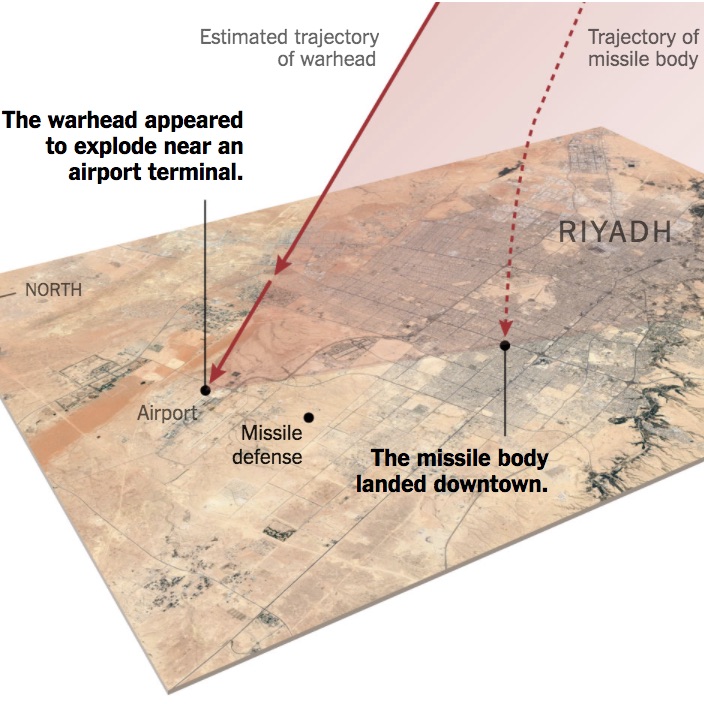 Estimated trajectory
of warhead
Trajectory of
missile body
The warhead appeared
to explode near an
airport terminal.
RIYADH
NORTH
Airport
Missile
defense
The missile body
landed downtown.